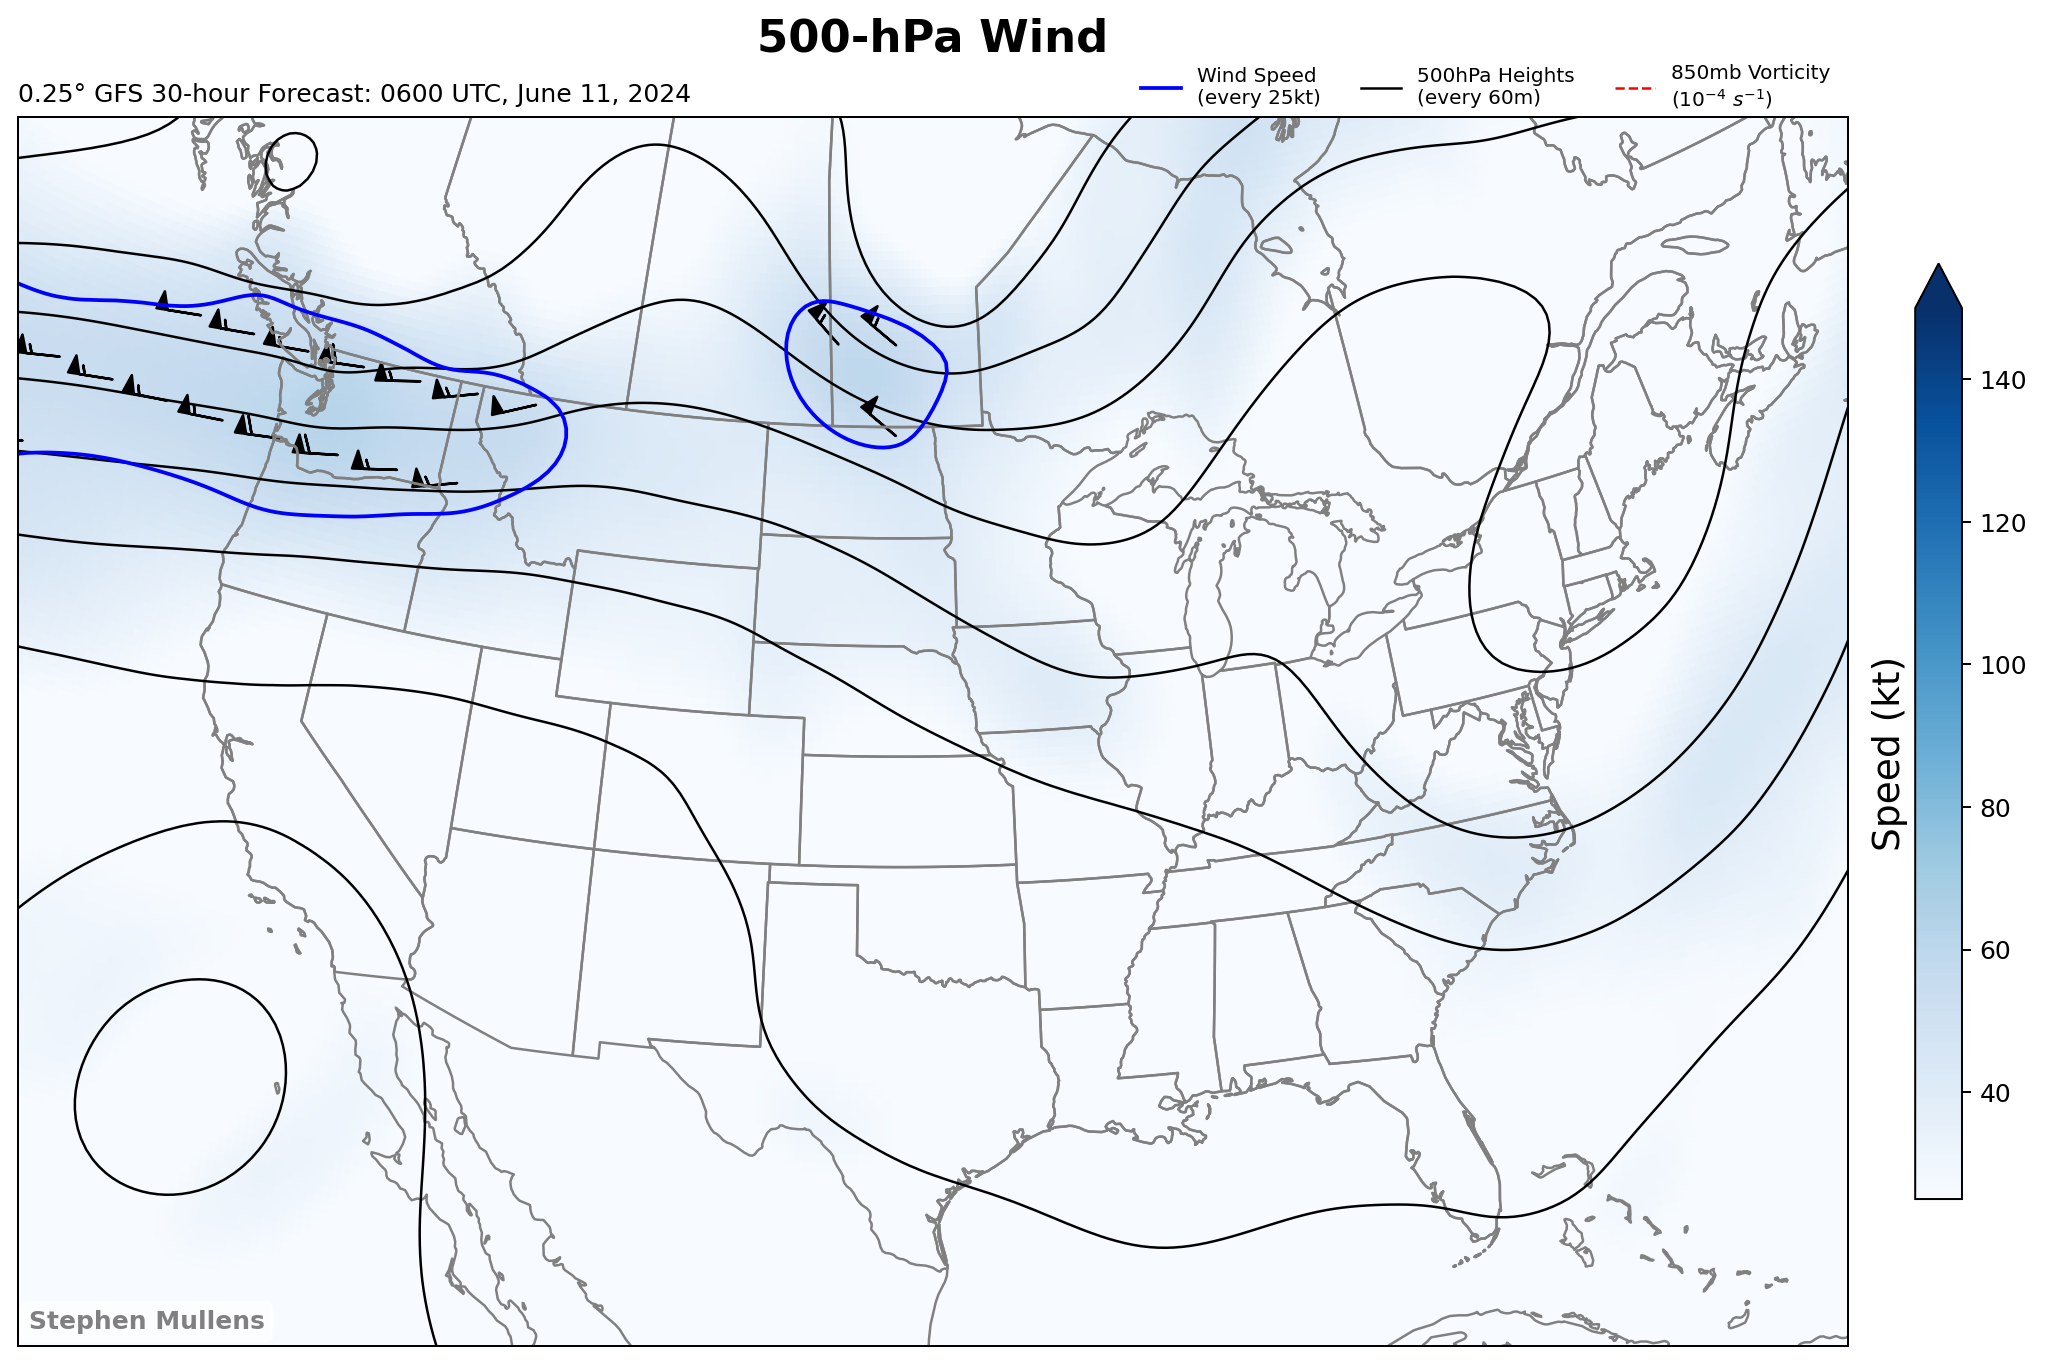 500-hPa Wind
0.25° GFS 30-hour Forecast: 0600 UTC, June 11, 2024
Wind Speed
(every 25kt)
500hPa Heights
(every 60m)
850mb Vorticity
(10⁻⁴ s⁻¹)
140
120
100
80
60
40
Speed (kt)
Stephen Mullens